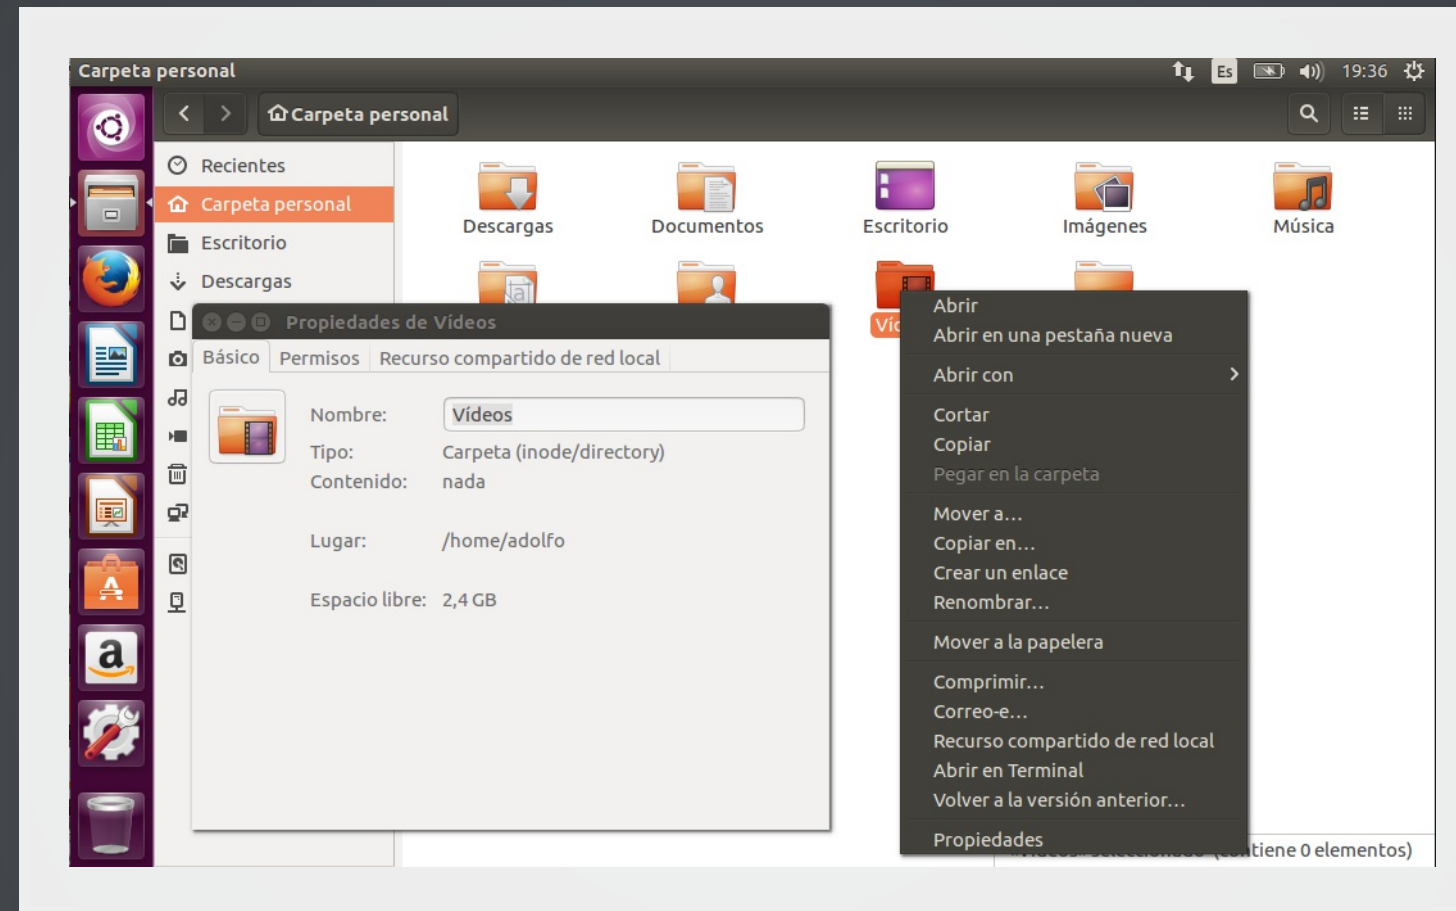 Carpeta personal
Es
19:36
Carpeta personal
Recientes
Carpeta personal
Escritorio
Descargas
Descargas
Documentos
Escritorio
Imágenes
Música
Propiedades de Vídeos
Básico
Permisos
Recurso compartido de red local
Nombre: Vídeos
Tipo: Carpeta (inode/directory)
Contenido: nada
Lugar: /home/adolfo
Espacio libre: 2,4 GB
Abrir
Abrir en una pestaña nueva
Abrir con
Cortar
Copiar
Pegar en la carpeta
Mover a…
Copiar en…
Crear un enlace
Renombrar…
Mover a la papelera
Comprimir…
Correo-e…
Recurso compartido de red local
Abrir en Terminal
Volver a la versión anterior…
Propiedades
0 elementos)